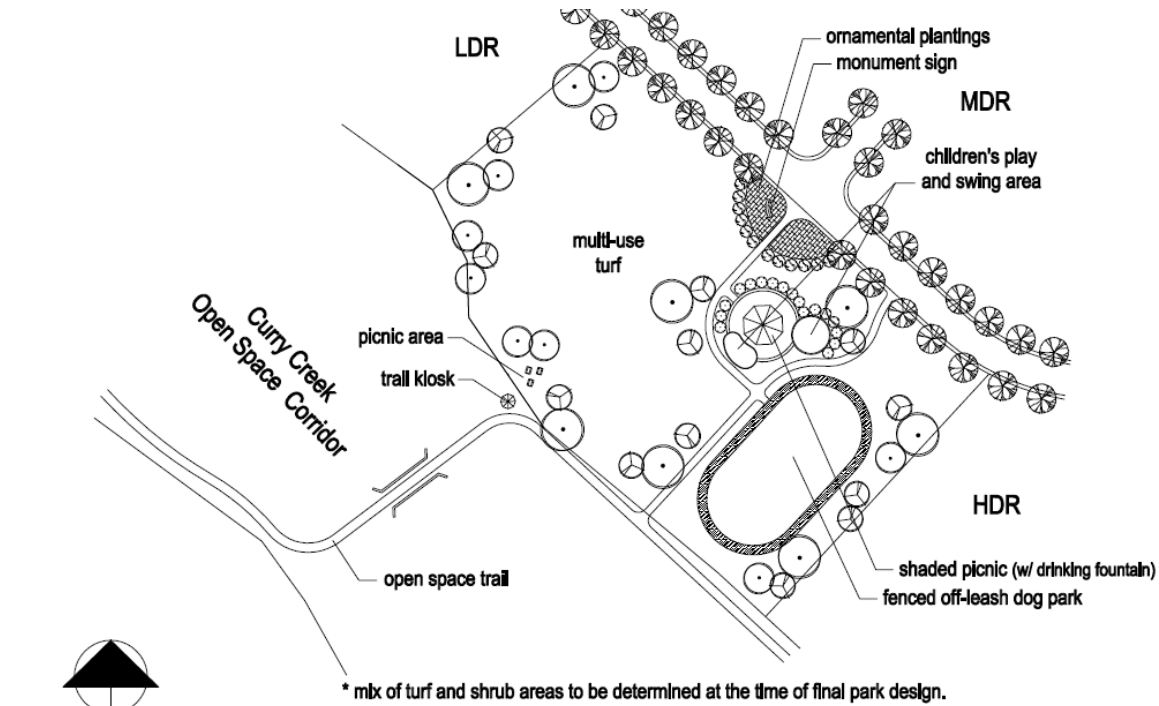 LDR
ornamental plantings
monument sign
MDR
children's play
and swing area
multi-use
turf
Curry Creek
Open Space Corridor
picnic area
trail kiosk
HDR
open space trail
shaded picnic (w/ drinking fountain)
fenced off-leash dog park
* mix of turf and shrub areas to be determined at the time of final park design.